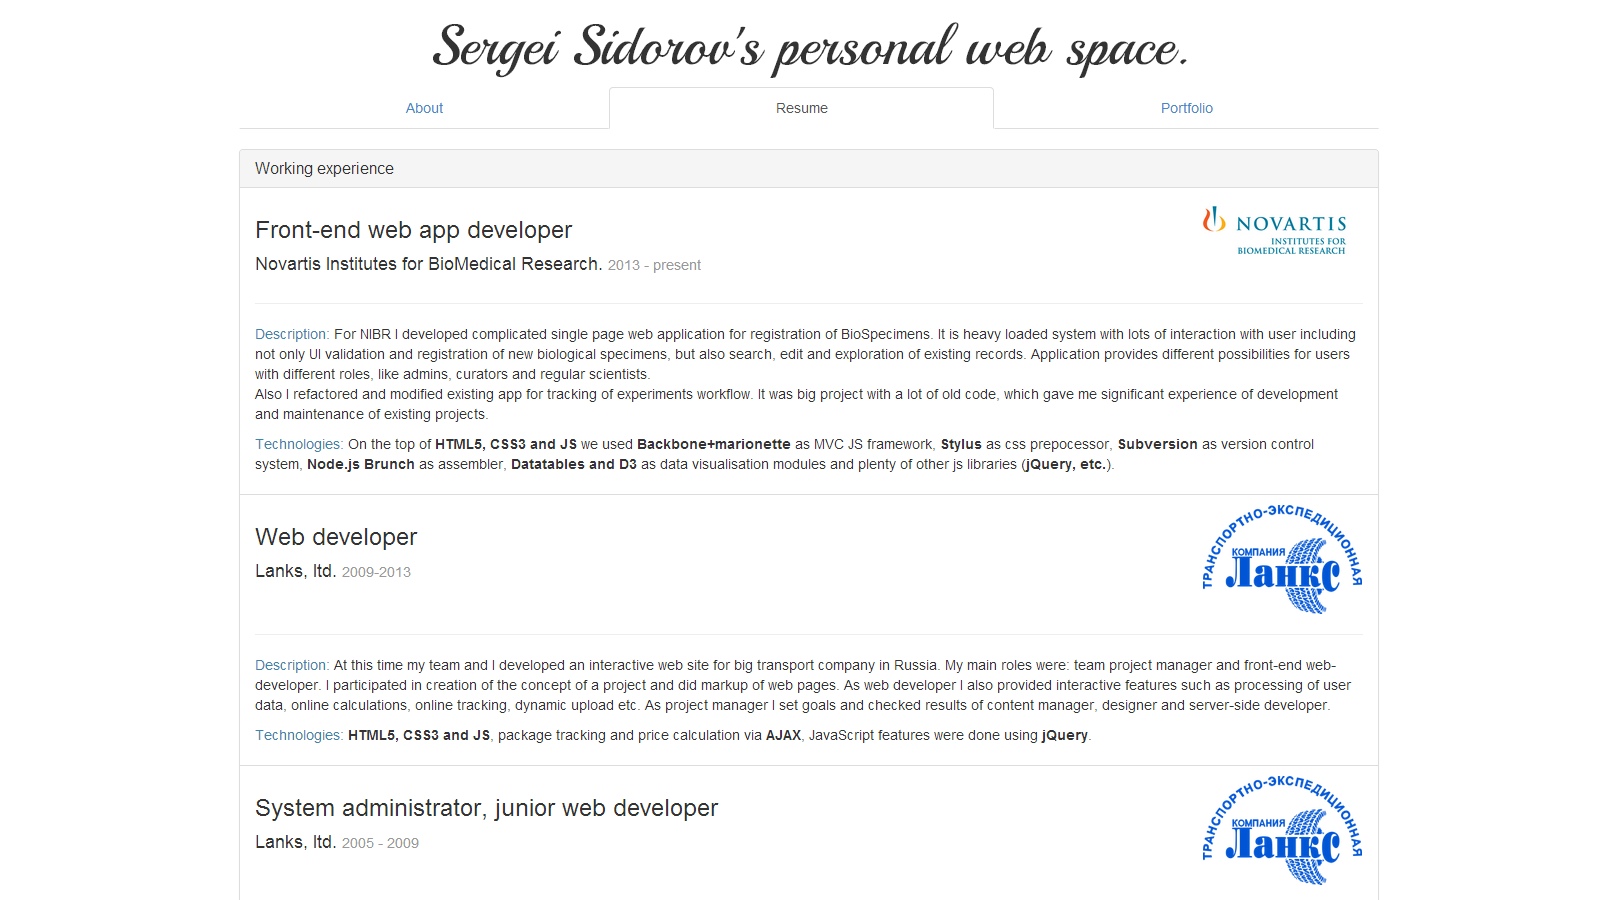 Sergei Sidorov's personal web space.
About
Resume
Portfolio
Working experience
Front-end web app developer
Novartis Institutes for BioMedical Research. 2013 - present
NOVARTIS
INSTITUTES FOR
BIOMEDICAL RESEARCH
Description: For NIBR I developed complicated single page web application for registration of BioSpecimens. It is heavy loaded system with lots of interaction with user including
not only UI validation and registration of new biological specimens, but also search, edit and exploration of existing records. Application provides different possibilities for users
with different roles, like admins, curators and regular scientists.
Also I refactored and modified existing app for tracking of experiments workflow. It was big project with a lot of old code, which gave me significant experience of development
and maintenance of existing projects.
Technologies: On the top of HTML5, CSS3 and JS we used Backbone+marionette as MVC JS framework, Stylus as css prepocessor, Subversion as version control
system, Node.js Brunch as assembler, Datatables and D3 as data visualisation modules and plenty of other js libraries (jQuery, etc.).
Web developer
Lanks, ltd. 2009-2013
ТРАНСПОРТНО-ЭКСПЕДИЦИОННАЯ
КОМПАНИЯ
Ланкс
Description: At this time my team and I developed an interactive web site for big transport company in Russia. My main roles were: team project manager and front-end web-
developer. I participated in creation of the concept of a project and did markup of web pages. As web developer I also provided interactive features such as processing of user
data, online calculations, online tracking, dynamic upload etc. As project manager I set goals and checked results of content manager, designer and server-side developer.
Technologies: HTML5, CSS3 and JS, package tracking and price calculation via AJAX, JavaScript features were done using jQuery.
System administrator, junior web developer
Lanks, ltd. 2005 - 2009
ТРАНСПОРТНО-ЭКСПЕДИЦИОННАЯ
КОМПАНИЯ
Ланкс